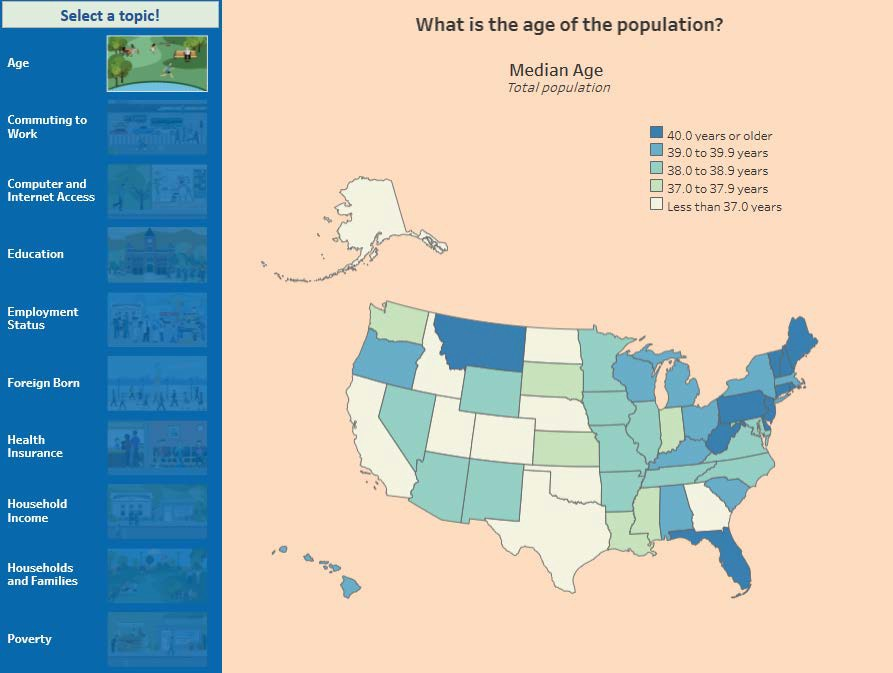 Select a topic!
Age
Commuting to
Work
Computer and
Internet Access
Education
Employment
Status
Foreign Born
Health
Insurance
Household
Income
Households
and Families
Poverty
What is the age of the population?
Median Age
Total population
40.0 years or older
39.0 to 39.9 years
38.0 to 38.9 years
37.0 to 37.9 years
Less than 37.0 years